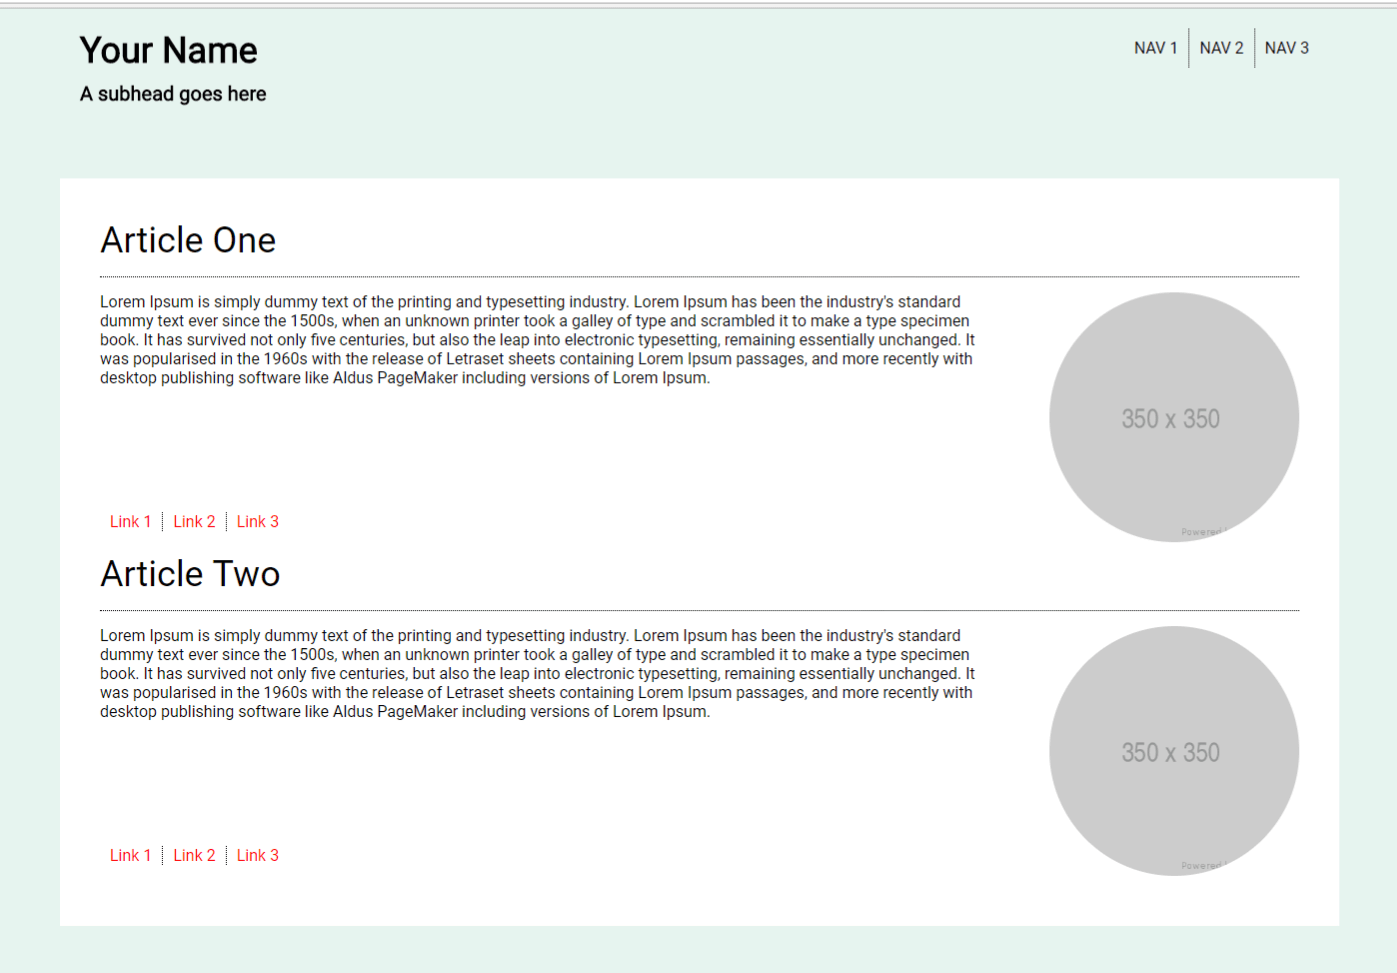 Your Name
NAV 1 NAV 2 NAV 3
A subhead goes here
Article One
Lorem Ipsum is simply dummy text of the printing and typesetting industry. Lorem Ipsum has been the industry's standard
dummy text ever since the 1500s, when an unknown printer took a galley of type and scrambled it to make a type specimen
book. It has survived not only five centuries, but also the leap into electronic typesetting, remaining essentially unchanged. It
was popularised in the 1960s with the release of Letraset sheets containing Lorem Ipsum passages, and more recently with
desktop publishing software like Aldus PageMaker including versions of Lorem Ipsum.
350 x 350
Powered
Link 1 Link 2 Link 3
Article Two
Lorem Ipsum is simply dummy text of the printing and typesetting industry. Lorem Ipsum has been the industry's standard
dummy text ever since the 1500s, when an unknown printer took a galley of type and scrambled it to make a type specimen
book. It has survived not only five centuries, but also the leap into electronic typesetting, remaining essentially unchanged. It
was popularised in the 1960s with the release of Letraset sheets containing Lorem Ipsum passages, and more recently with
desktop publishing software like Aldus PageMaker including versions of Lorem Ipsum.
350 x 350
Powered
Link 1 Link 2 Link 3